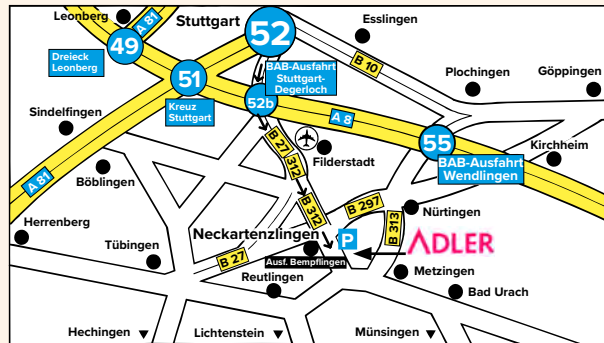 Leonberg
A 81
Stuttgart
52
Esslingen
49
Dreieck
Leonberg
BAB-Ausfahrt
Stuttgart-
Degerloch
B 10
51
Kreuz
Stuttgart
52b
Plochingen
Göppingen
Sindelfingen
A 8
B 27
312
Filderstadt
55
BAB-Ausfahrt
Wendlingen
Kirchheim
A 81
Böblingen
B 312
B 297
Nürtingen
Herrenberg
Neckartenzlingen
P
B 313
ADLER
Tübingen
B 27
Ausf. Bempflingen
Reutlingen
Metzingen
Bad Urach
Hechingen
Lichtenstein
Münsingen